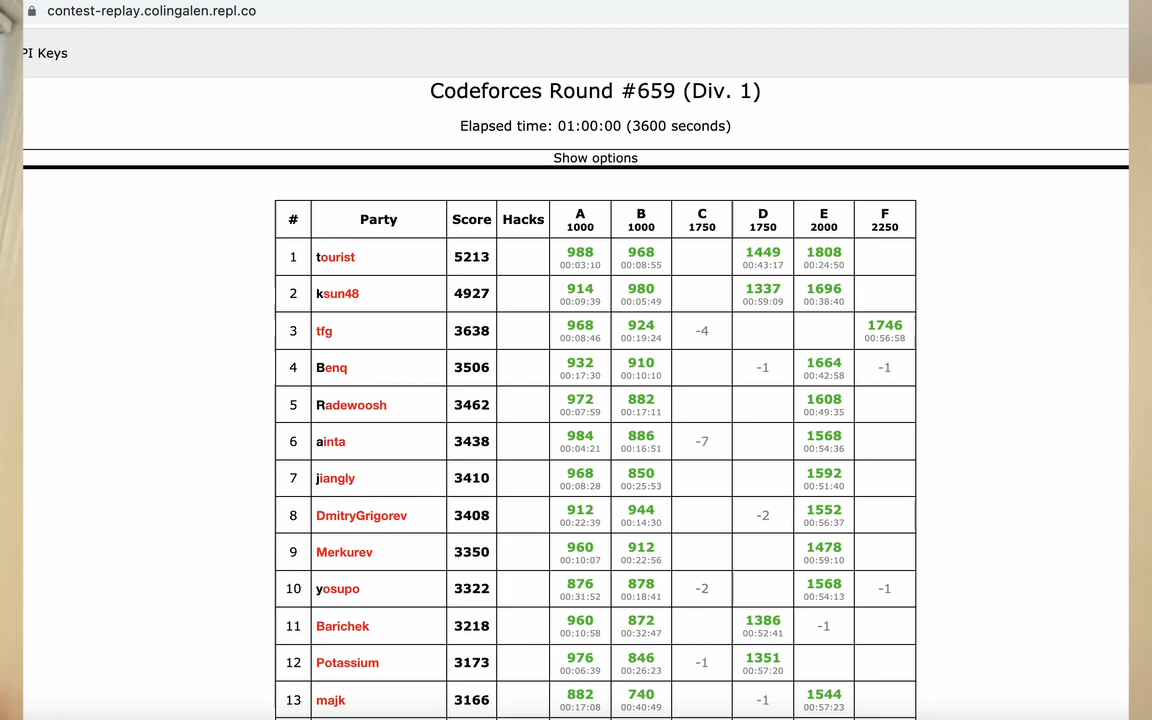 contest-replay.colingalen.repl.co
PI Keys
Codeforces Round #659 (Div. 1)
Elapsed time: 01:00:00 (3600 seconds)
Show options
# Party Score Hacks A B C D E F
1000 1000 1750 1750 2000 2250
1 tourist 5213 988 968 1449 1808
00:03:10 00:08:55 00:43:17 00:24:50
2 ksun48 4927 914 980 1337 1696
00:09:39 00:05:49 00:59:09 00:38:40
3 tfg 3638 968 924 -4 1746
00:08:46 00:19:24 00:56:58
4 Benq 3506 932 910 -1 1664 -1
00:17:30 00:10:10 00:42:58
5 Radewoosh 3462 972 882 1608
00:07:59 00:17:11 00:49:35
6 ainta 3438 984 886 -7 1568
00:04:21 00:16:51 00:54:36
7 jiangly 3410 968 850 1592
00:08:28 00:25:53 00:51:40
8 DmitryGrigorev 3408 912 944 -2 1552
00:22:39 00:14:30 00:56:37
9 Merkurev 3350 960 912 1478
00:10:07 00:22:56 00:59:10
10 yosupo 3322 876 878 -2 1568 -1
00:31:52 00:18:41 00:54:13
11 Barichek 3218 960 872 1386 -1
00:10:58 00:32:47 00:52:41
12 Potassium 3173 976 846 -1 1351
00:06:39 00:26:23 00:57:20
13 majk 3166 882 740 -1 1544
00:17:08 00:40:49 00:57:23